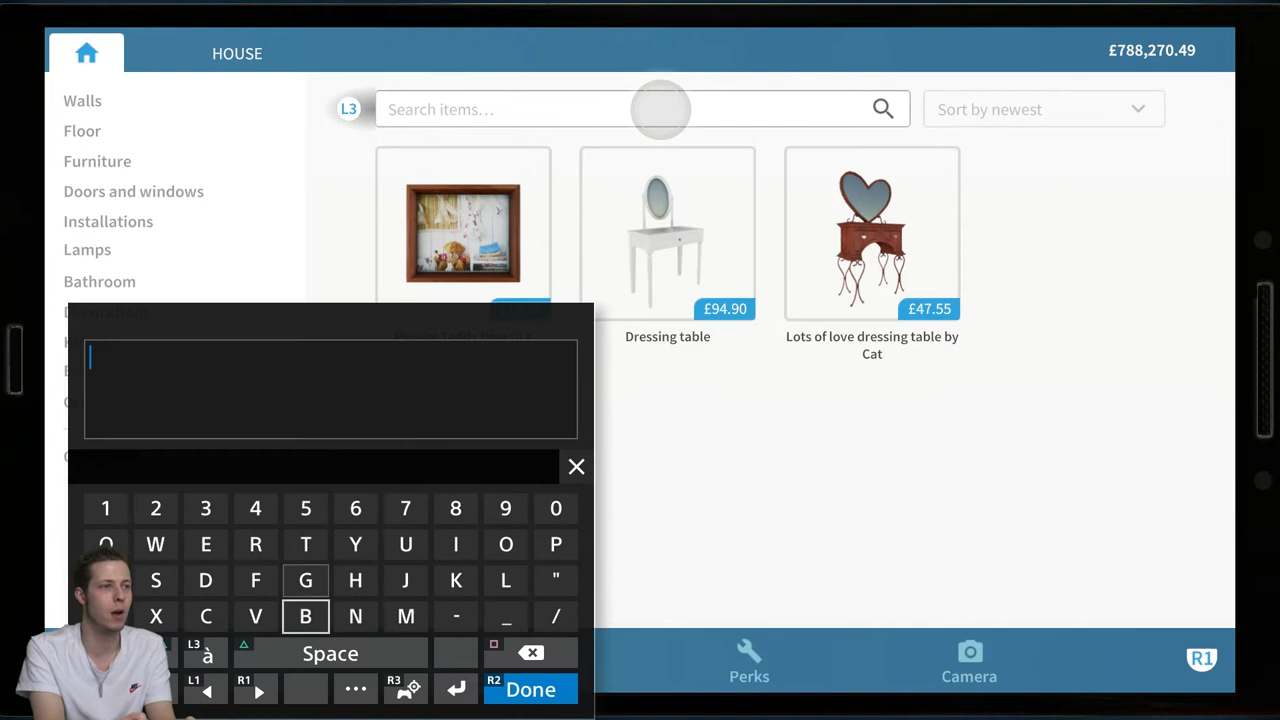 HOUSE
£788,270.49
Walls
Floor
Furniture
Doors and windows
Installations
Lamps
Bathroom
L3
Search items...
Sort by newest
£94.90
£47.55
Dressing table
Lots of love dressing table by
Cat
1 2 3 4 5 6 7 8 9 0
Q W E R T Y U I O P
S D F G H J K L "
X C V B N M - _ /
L3 à Space
L1 R1 ... R3 R2 Done
Perks
Camera
R1